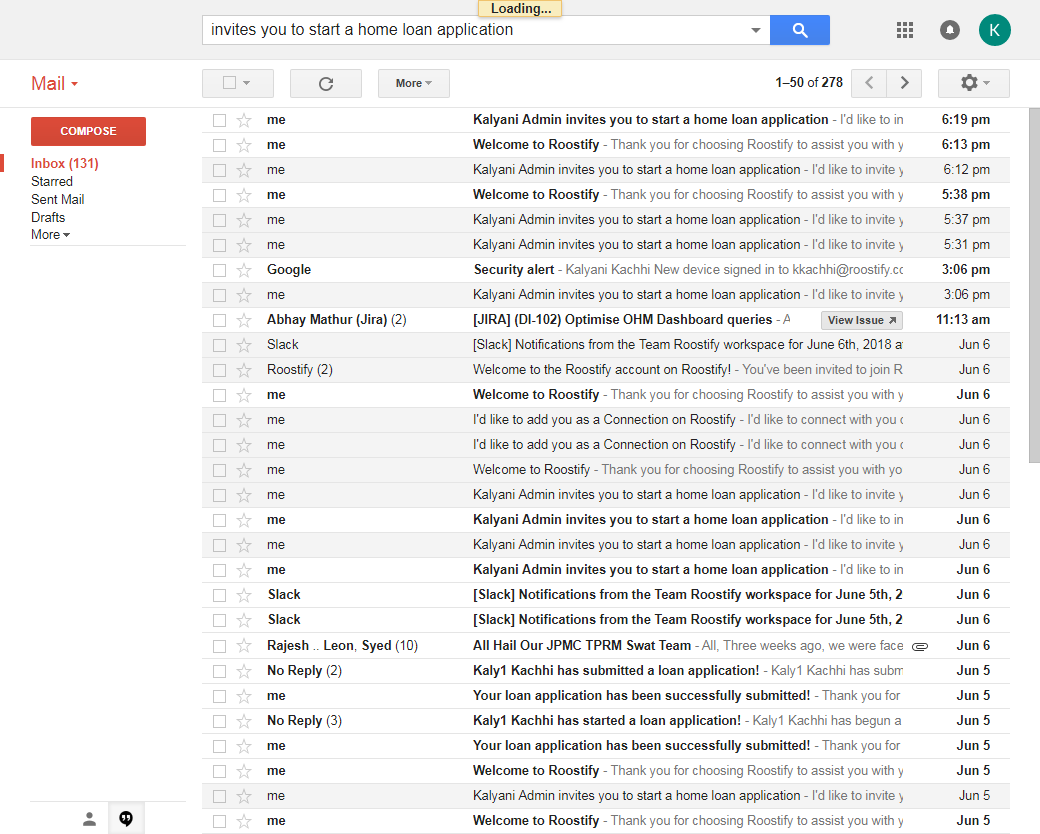 Loading...
invites you to start a home loan application
K
Mail
More
1–50 of 278
COMPOSE
Inbox (131)
Starred
Sent Mail
Drafts
More
me Kalyani Admin invites you to start a home loan application - I'd like to in 6:19 pm
me Welcome to Roostify - Thank you for choosing Roostify to assist you with y 6:13 pm
me Kalyani Admin invites you to start a home loan application - I'd like to invite y 6:12 pm
me Welcome to Roostify - Thank you for choosing Roostify to assist you with y 5:38 pm
me Kalyani Admin invites you to start a home loan application - I'd like to invite y 5:37 pm
me Kalyani Admin invites you to start a home loan application - I'd like to invite y 5:31 pm
Google Security alert - Kalyani Kachhi New device signed in to kkachhi@roostify.cc 3:06 pm
me Kalyani Admin invites you to start a home loan application - I'd like to invite y 3:06 pm
Abhay Mathur (Jira) (2) [JIRA] (DI-102) Optimise OHM Dashboard queries - A View Issue 11:13 am
Slack [Slack] Notifications from the Team Roostify workspace for June 6th, 2018 a Jun 6
Roostify (2) Welcome to the Roostify account on Roostify! - You've been invited to join R Jun 6
me Welcome to Roostify - Thank you for choosing Roostify to assist you with y Jun 6
me I'd like to add you as a Connection on Roostify - I'd like to connect with you c Jun 6
me I'd like to add you as a Connection on Roostify - I'd like to connect with you c Jun 6
me Welcome to Roostify - Thank you for choosing Roostify to assist you with yo Jun 6
me Kalyani Admin invites you to start a home loan application - I'd like to invite y Jun 6
me Kalyani Admin invites you to start a home loan application - I'd like to in Jun 6
me Kalyani Admin invites you to start a home loan application - I'd like to invite y Jun 6
me Kalyani Admin invites you to start a home loan application - I'd like to in Jun 6
Slack [Slack] Notifications from the Team Roostify workspace for June 5th, 2 Jun 6
Slack [Slack] Notifications from the Team Roostify workspace for June 5th, 2 Jun 6
Rajesh .. Leon, Syed (10) All Hail Our JPMC TPRM Swat Team - All, Three weeks ago, we were face Jun 6
No Reply (2) Kaly1 Kachhi has submitted a loan application! - Kaly1 Kachhi has subm Jun 5
me Your loan application has been successfully submitted! - Thank you for Jun 5
No Reply (3) Kaly1 Kachhi has started a loan application! - Kaly1 Kachhi has begun a Jun 5
me Your loan application has been successfully submitted! - Thank you for Jun 5
me Welcome to Roostify - Thank you for choosing Roostify to assist you with y Jun 5
me Kalyani Admin invites you to start a home loan application - I'd like to invite y Jun 5
me Welcome to Roostify - Thank you for choosing Roostify to assist you with y Jun 5